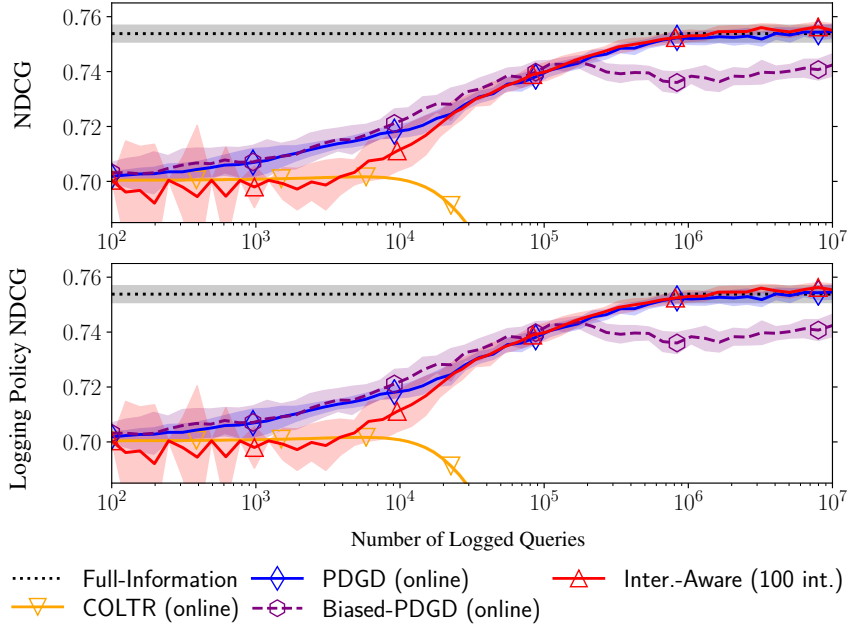 NDCG
0.76
0.74
0.72
0.70
10^2 10^3 10^4 10^5 10^6 10^7
Logging Policy NDCG
0.76
0.74
0.72
0.70
10^2 10^3 10^4 10^5 10^6 10^7
Number of Logged Queries
Full-Information PDGD (online) Inter.-Aware (100 int.)
COLTR (online) Biased-PDGD (online)